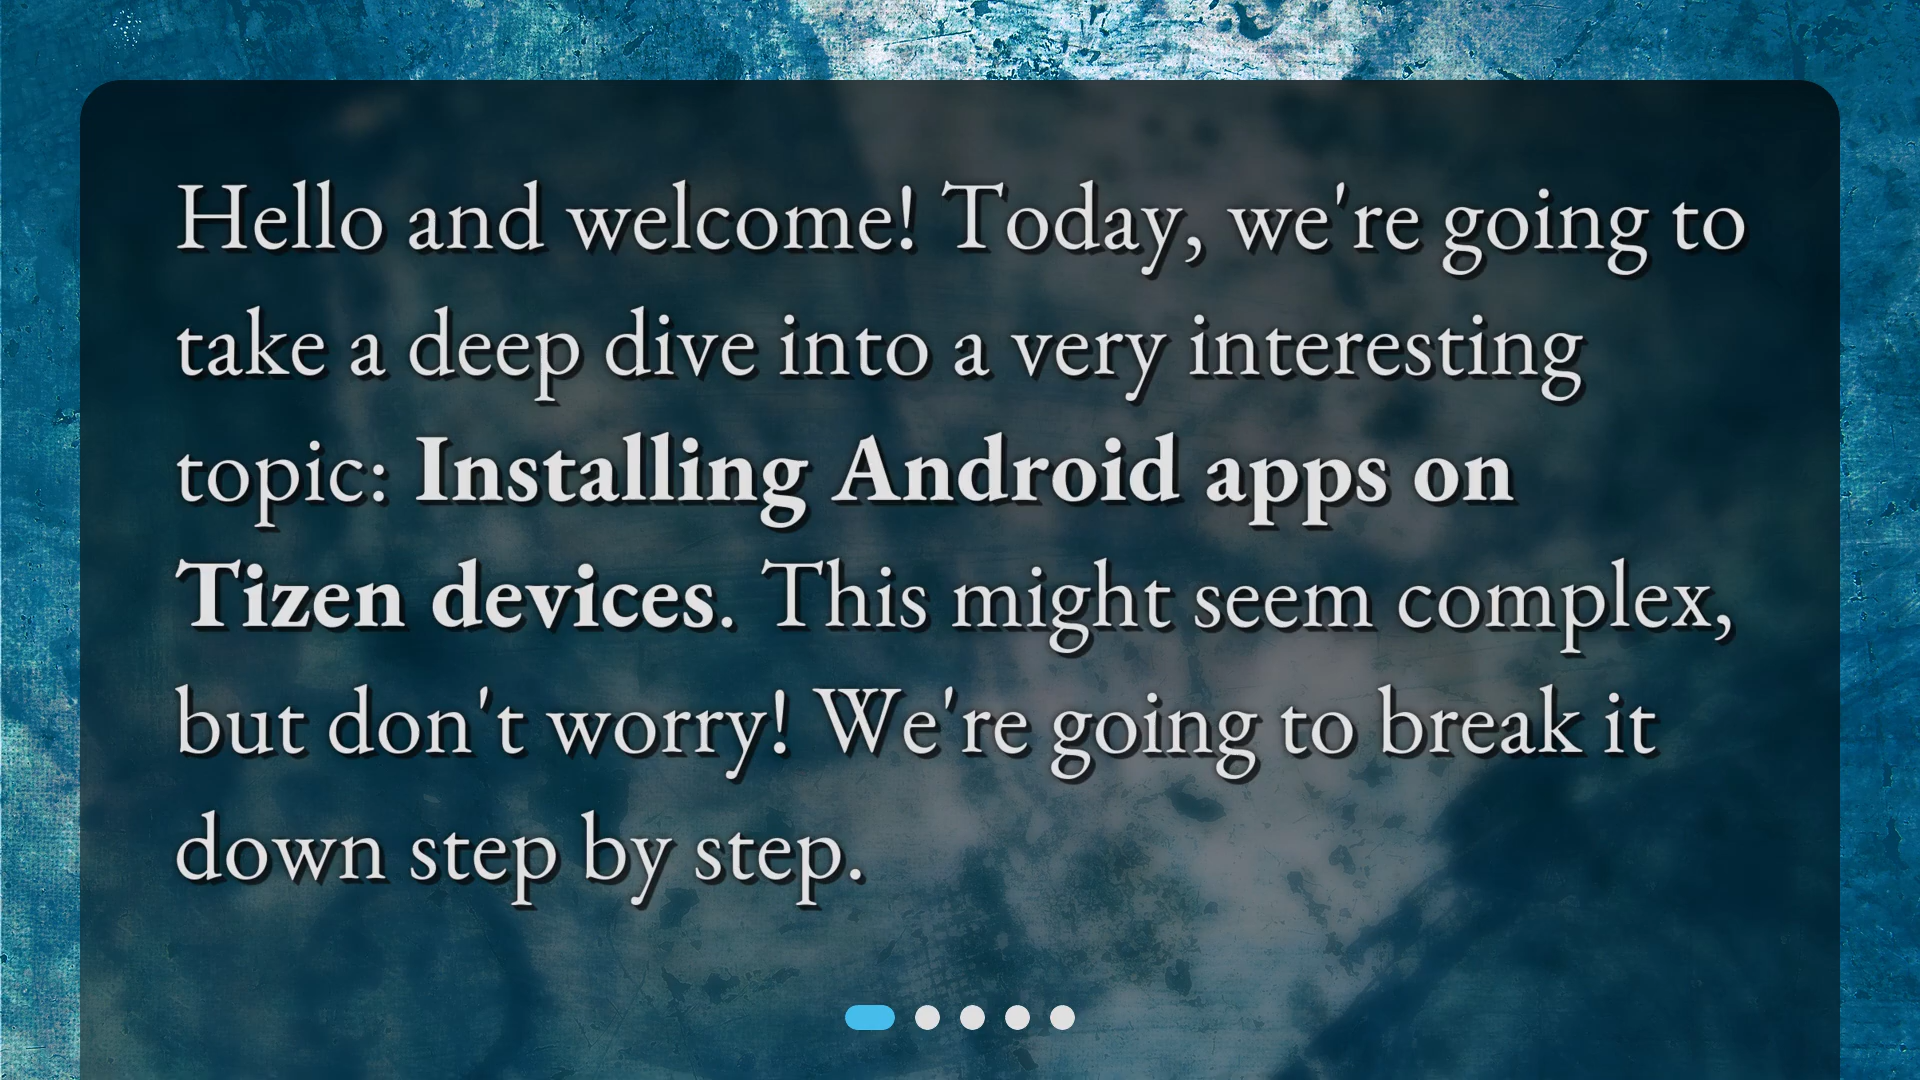 Hello and welcome! Today, we're going to
take a deep dive into a very interesting
topic: Installing Android apps on
Tizen devices. This might seem complex,
but don't worry! We're going to break it
down step by step.